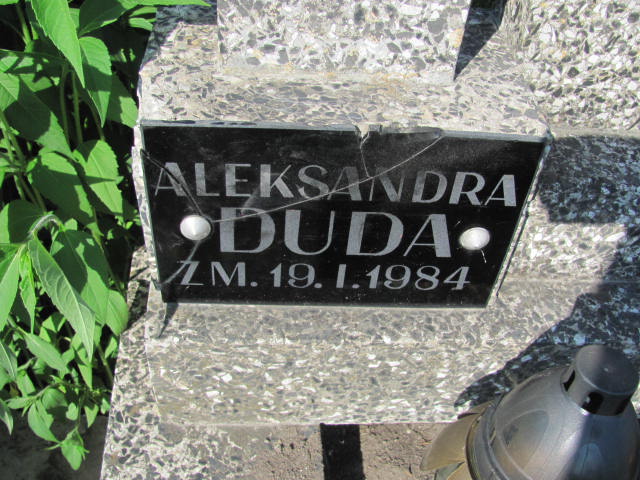 ALEKSANDRA
DUDA
ZM. 19. I. 1984